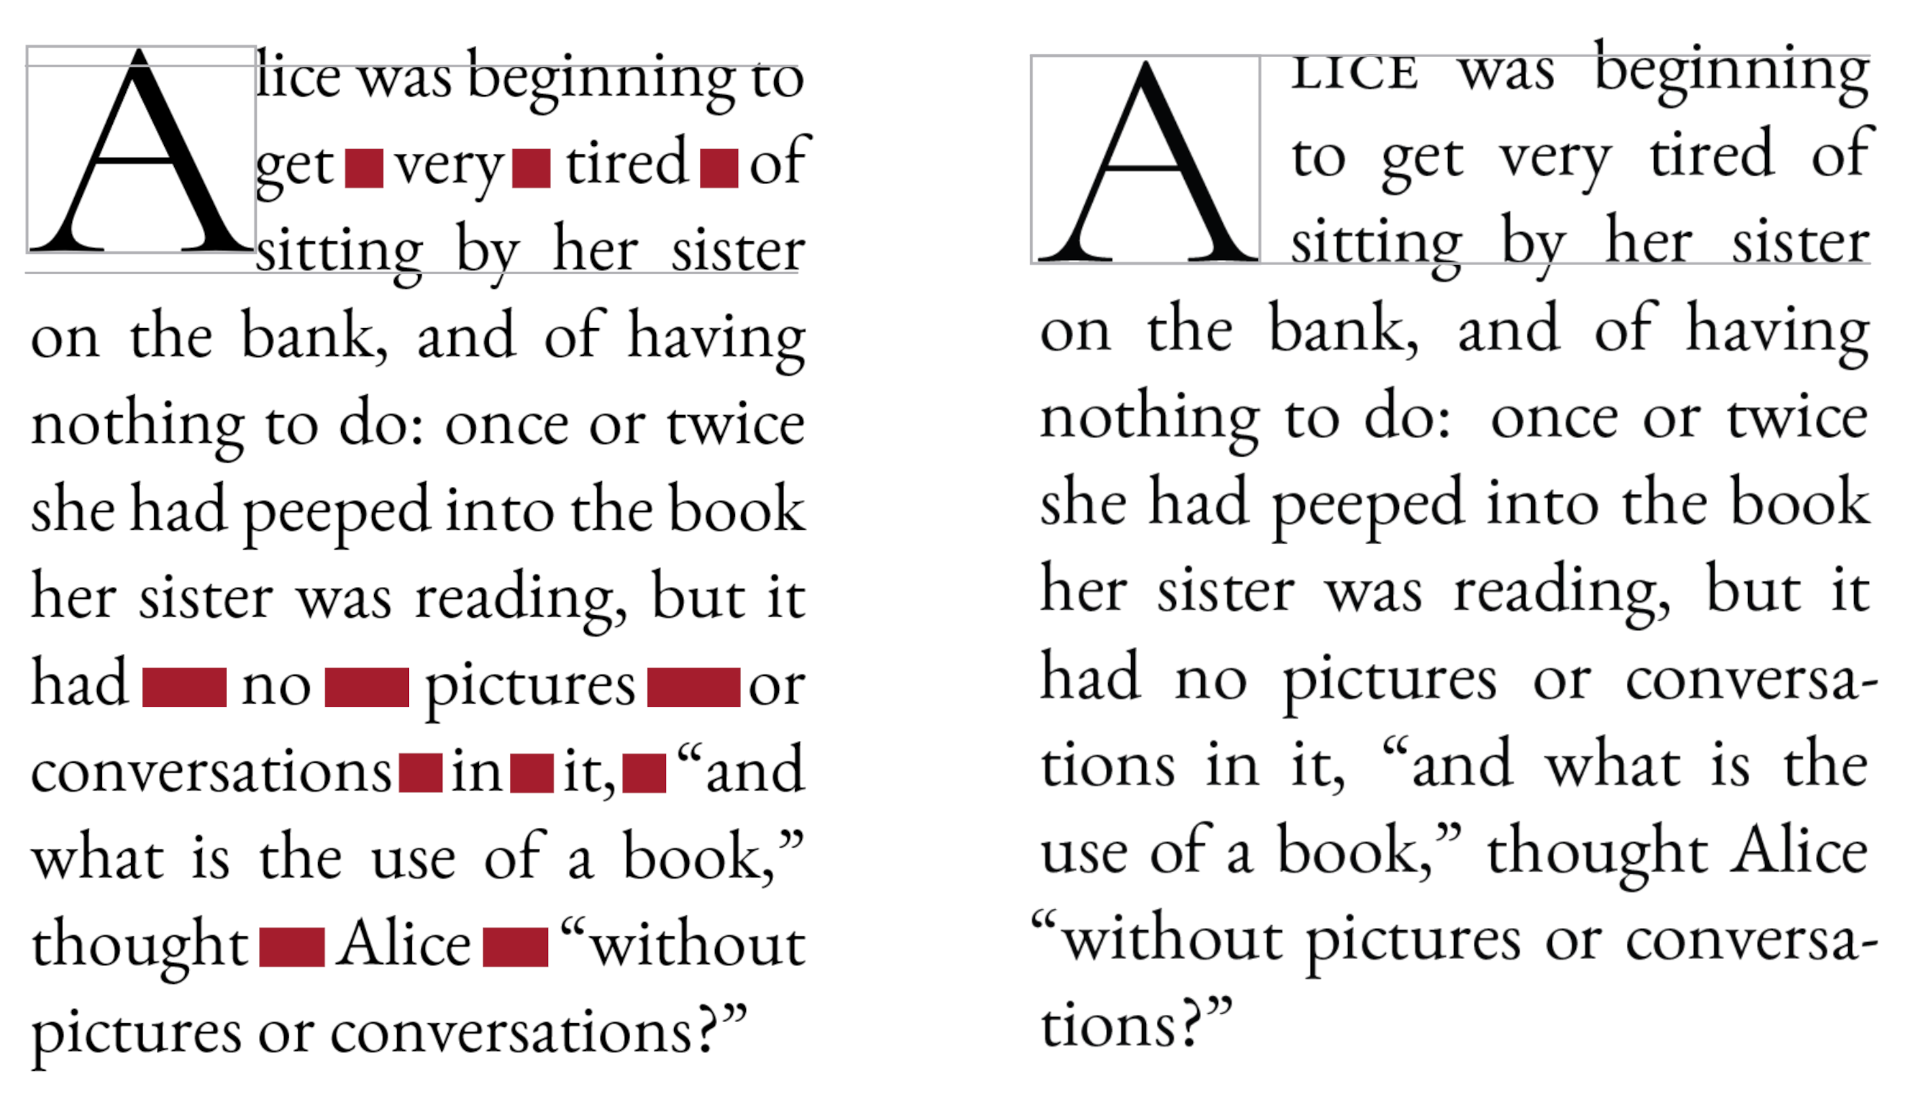 Alice was beginning to
get very tired of
sitting by her sister
on the bank, and of having
nothing to do: once or twice
she had peeped into the book
her sister was reading, but it
had no pictures or
conversations in it, “and
what is the use of a book,”
thought Alice “without
pictures or conversations?”
ALICE was beginning
to get very tired of
sitting by her sister
on the bank, and of having
nothing to do: once or twice
she had peeped into the book
her sister was reading, but it
had no pictures or conversa-
tions in it, “and what is the
use of a book,” thought Alice
“without pictures or conversa-
tions?”